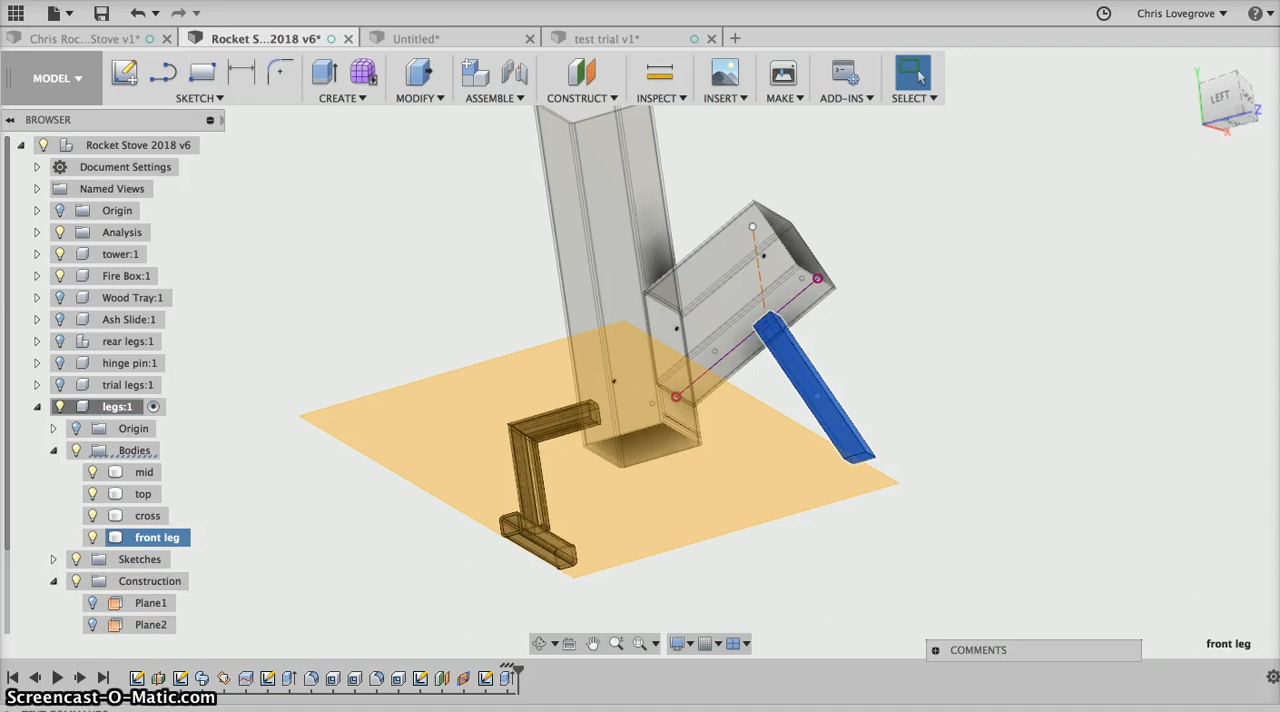 Chris Lovegrove
Chris Roc...Stove v1*
Rocket S...2018 v6*
Untitled*
test trial v1*
MODEL
SKETCH
CREATE
MODIFY
ASSEMBLE
CONSTRUCT
INSPECT
INSERT
MAKE
ADD-INS
SELECT
BROWSER
Y
LEFT
Z
X
Rocket Stove 2018 v6
Document Settings
Named Views
Origin
Analysis
tower:1
Fire Box:1
Wood Tray:1
Ash Slide:1
rear legs:1
hinge pin:1
trial legs:1
legs:1
Origin
Bodies
mid
top
cross
front leg
Sketches
Construction
Plane1
Plane2
COMMENTS
front leg
Screencast-O-Matic.com